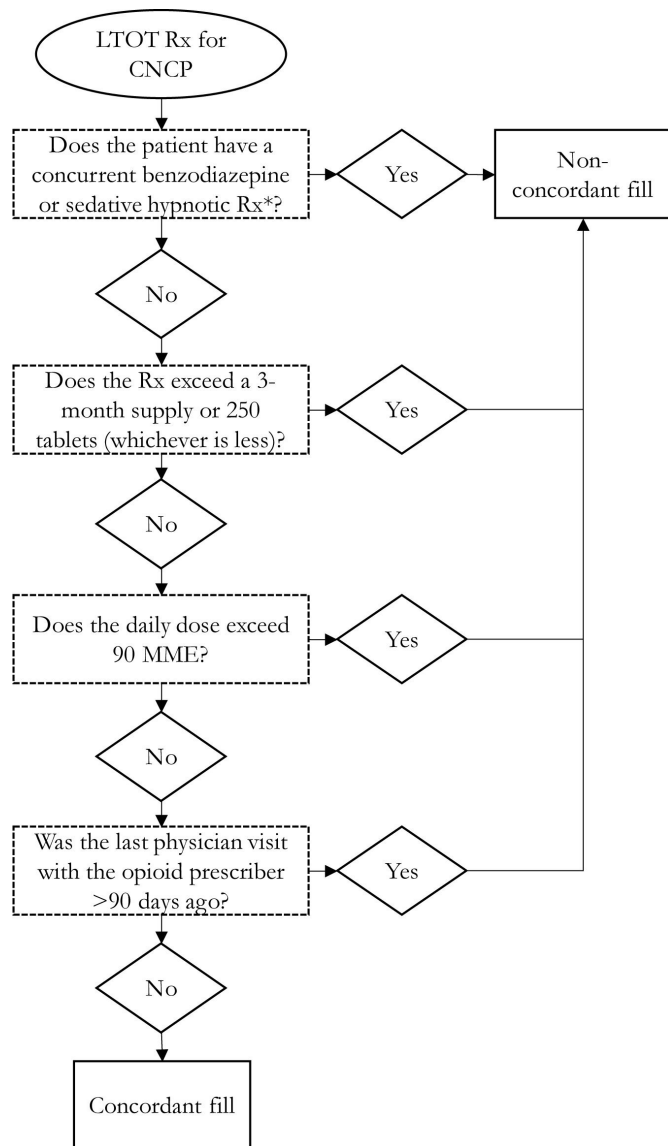 LTOT Rx for
CNCP
Does the patient have a
concurrent benzodiazepine
or sedative hypnotic Rx*?
Yes
Non-
concordant fill
No
Does the Rx exceed a 3-
month supply or 250
tablets (whichever is less)?
Yes
No
Does the daily dose exceed
90 MME?
Yes
No
Was the last physician visit
with the opioid prescriber
>90 days ago?
Yes
No
Concordant fill